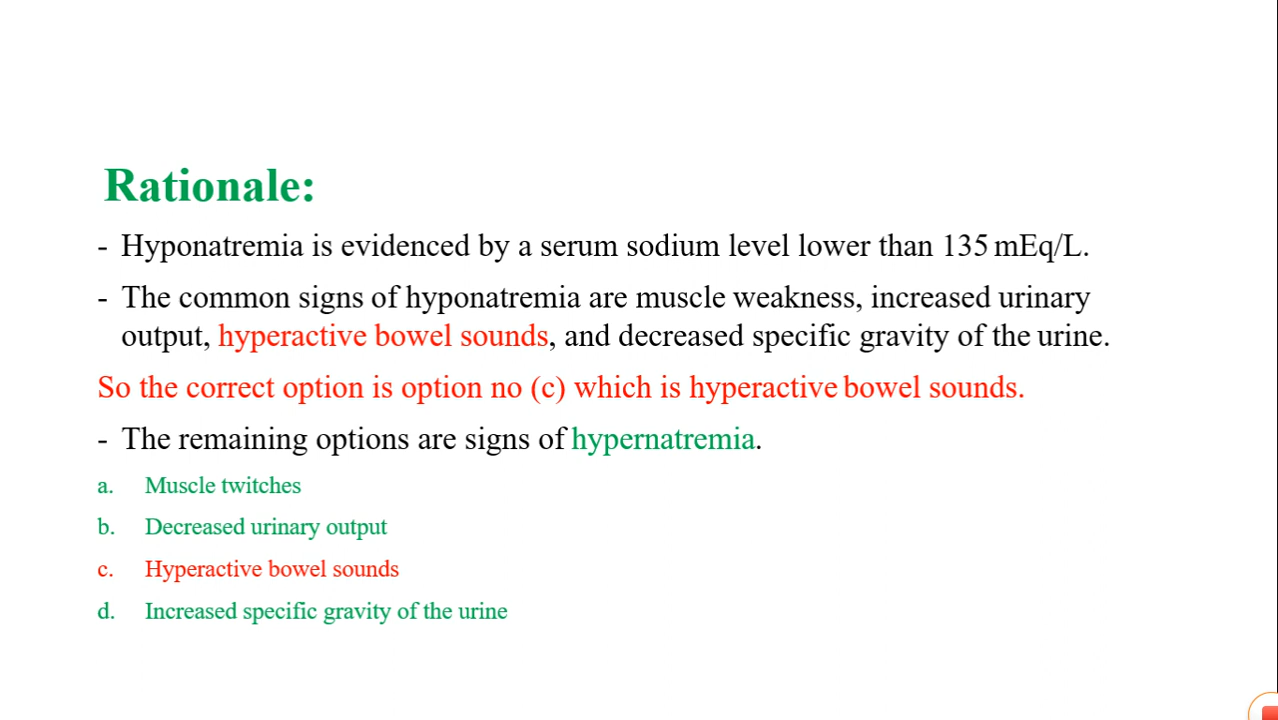 Rationale:
- Hyponatremia is evidenced by a serum sodium level lower than 135 mEq/L.
- The common signs of hyponatremia are muscle weakness, increased urinary
output, hyperactive bowel sounds, and decreased specific gravity of the urine.
So the correct option is option no (c) which is hyperactive bowel sounds.
- The remaining options are signs of hypernatremia.
a. Muscle twitches
b. Decreased urinary output
c. Hyperactive bowel sounds
d. Increased specific gravity of the urine